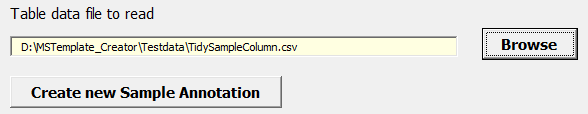 Table data file to read
D:\MSTemplate_Creator\Testdata\TidySampleColumn.csv
Browse
Create new Sample Annotation